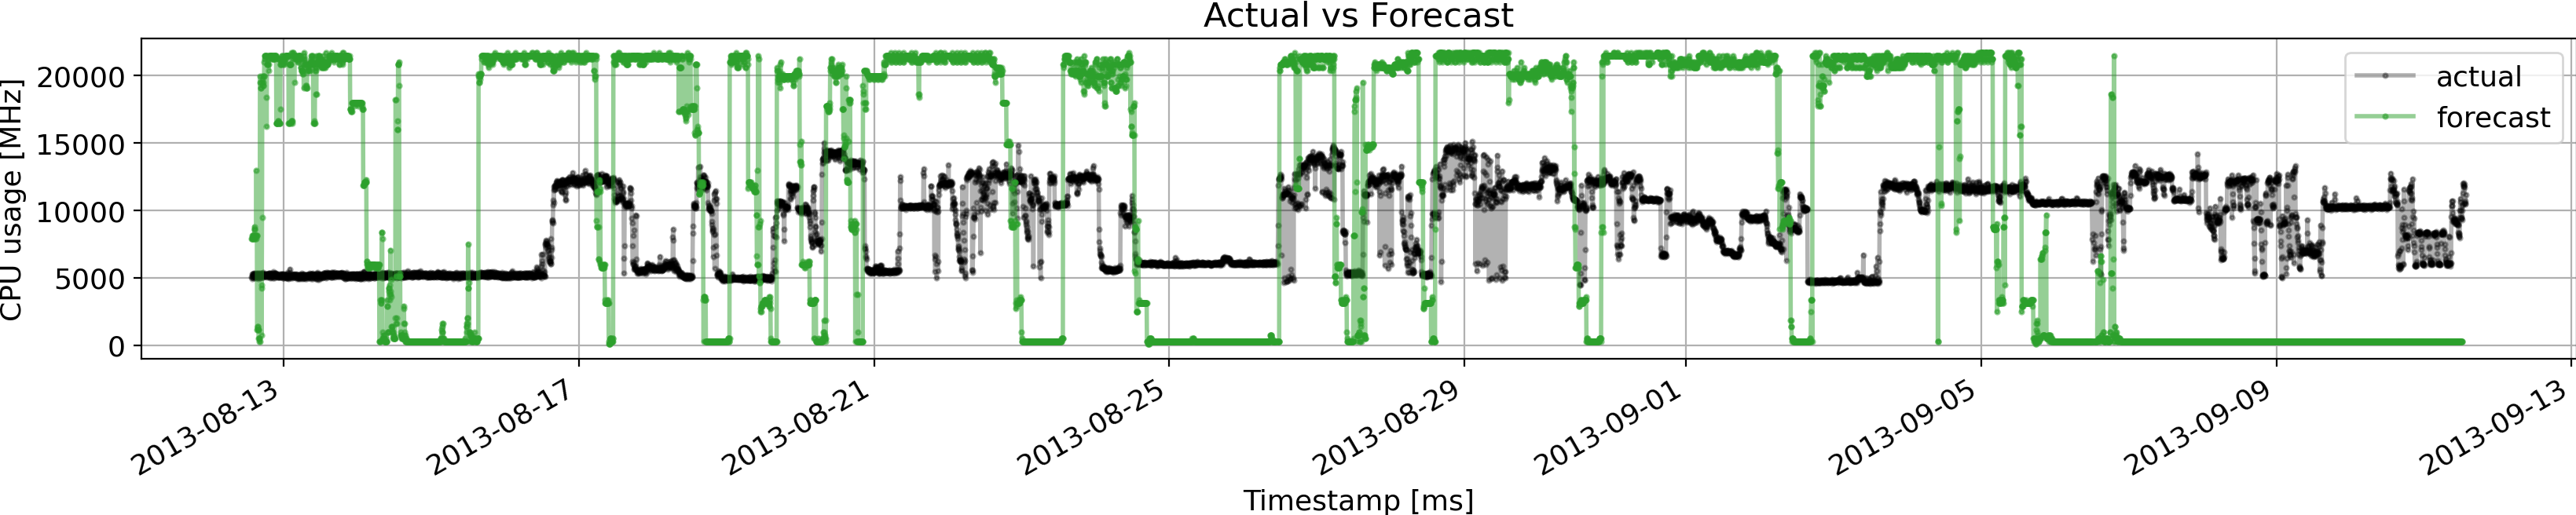 Actual vs Forecast
CPU usage [MHz]
20000
15000
10000
5000
0
actual
forecast
2013-08-13
2013-08-17
2013-08-21
2013-08-25
2013-08-29
2013-09-01
2013-09-05
2013-09-09
2013-09-13
Timestamp [ms]